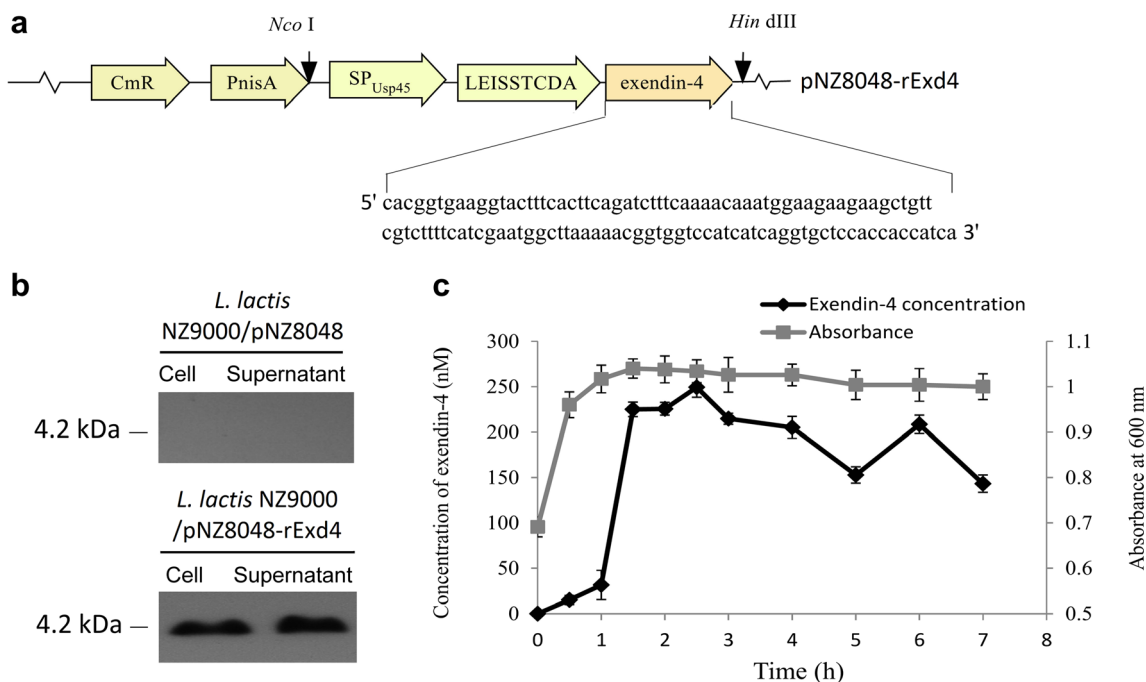 a
Nco I
Hin dIII
CmR
PnisA
SP Usp45
LEISSTCDA
exendin-4
pNZ8048-rExd4
5' cacggtgaaggtactttcacttcagatctttcaaaacaaatggaagaagaagctgtt
cgtcttttcatcgaatggcttaaaaacggtggtccatcatcaggtgctccaccaccatca 3'
b
L. lactis
NZ9000/pNZ8048
Cell Supernatant
4.2 kDa
L. lactis NZ9000
/pNZ8048-rExd4
Cell Supernatant
4.2 kDa
c
Exendin-4 concentration
Absorbance
Concentration of exendin-4 (nM)
300
250
200
150
100
50
0
1.1
1
0.9
0.8
0.7
0.6
0.5
Absorbance at 600 nm
0 1 2 3 4 5 6 7 8
Time (h)